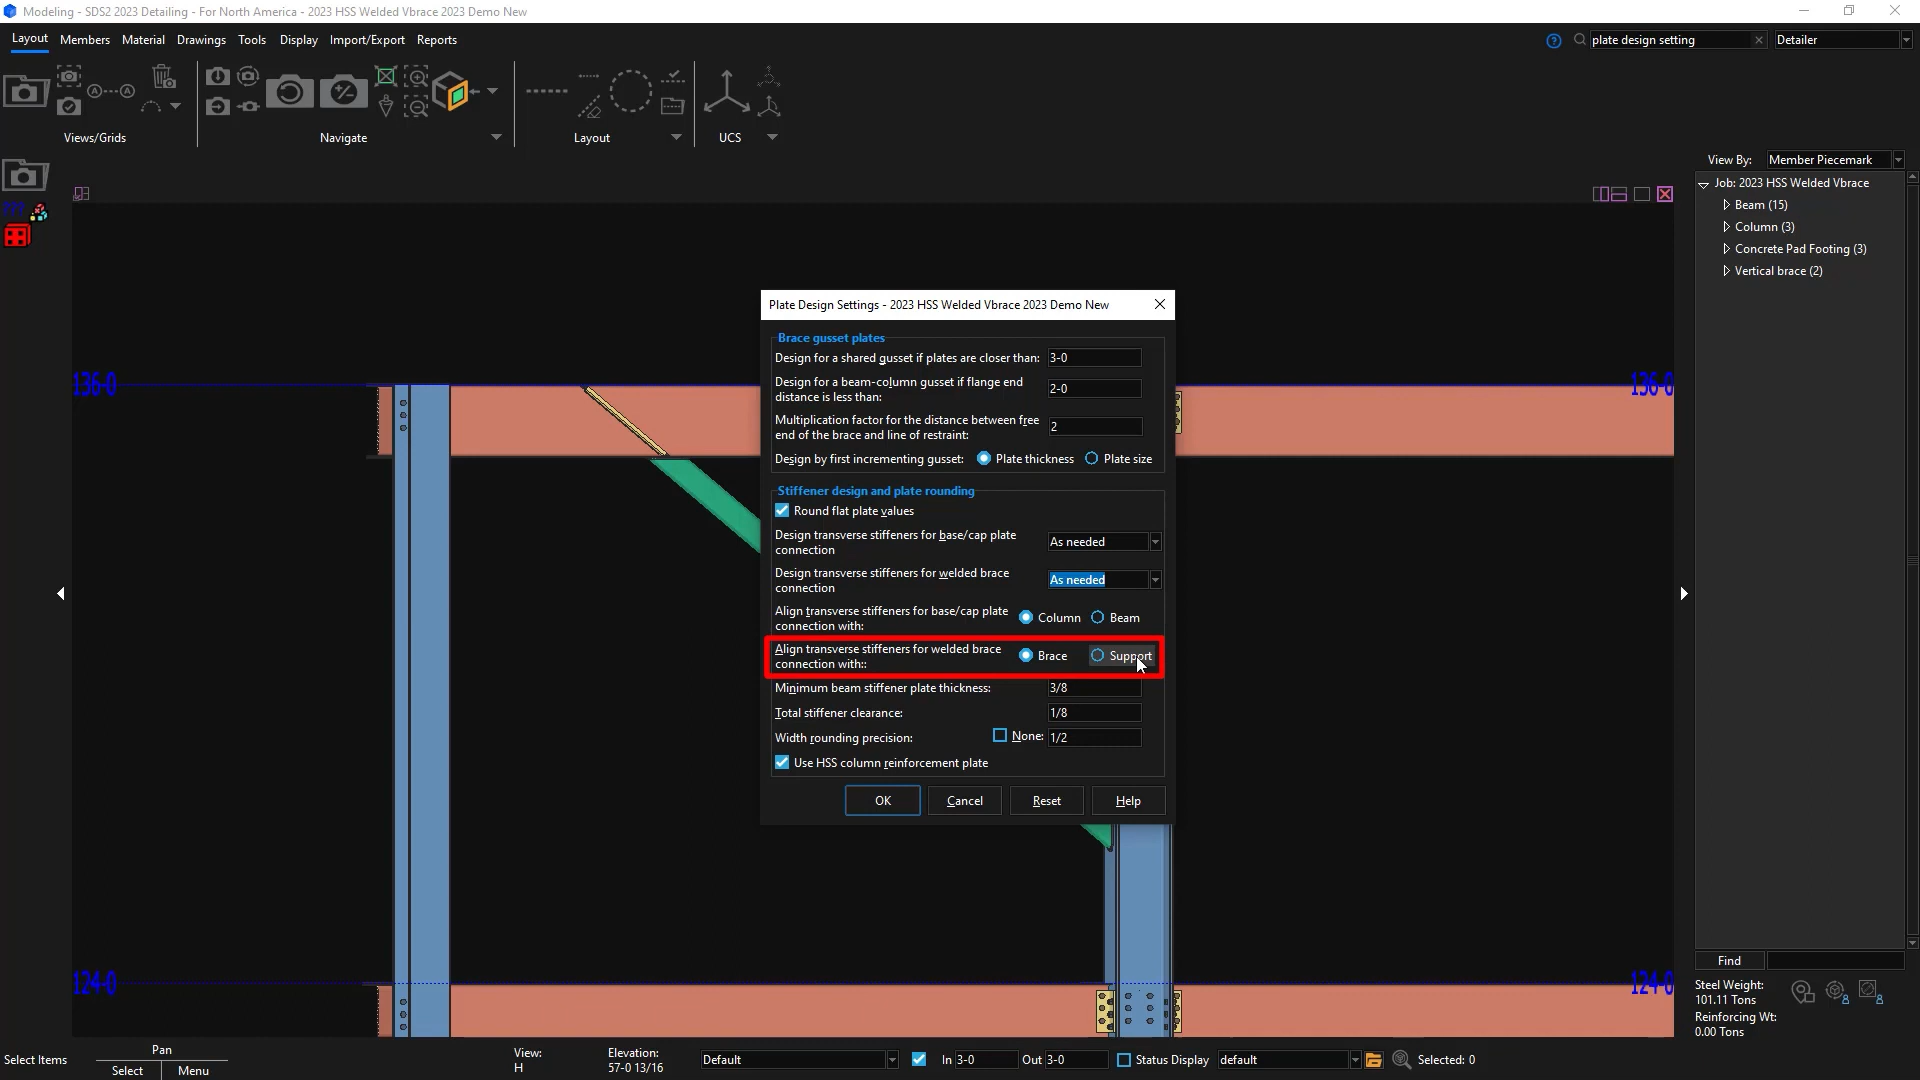 Modeling - SDS2 2023 Detailing - For North America - 2023 HSS Welded Vbrace 2023 Demo New
Layout Members Material Drawings Tools Display Import/Export Reports
plate design setting
Detailer
Views/Grids
Navigate
Layout
UCS
View By: Member Piecemark
Job: 2023 HSS Welded Vbrace
Beam (15)
Column (3)
Concrete Pad Footing (3)
Vertical brace (2)
???
136-0
136-0
Plate Design Settings - 2023 HSS Welded Vbrace 2023 Demo New
Brace gusset plates
Design for a shared gusset if plates are closer than: 3-0
Design for a beam-column gusset if flange end
distance is less than: 2-0
Multiplication factor for the distance between free
end of the brace and line of restraint: 2
Design by first incrementing gusset: Plate thickness Plate size
Stiffener design and plate rounding
Round flat plate values
Design transverse stiffeners for base/cap plate
connection As needed
Design transverse stiffeners for welded brace
connection As needed
Align transverse stiffeners for base/cap plate
connection with: Column Beam
Align transverse stiffeners for welded brace
connection with:: Brace Support
Minimum beam stiffener plate thickness: 3/8
Total stiffener clearance: 1/8
Width rounding precision: None: 1/2
Use HSS column reinforcement plate
OK Cancel Reset Help
124-0
124-0
Find
Steel Weight:
101.11 Tons
Reinforcing Wt:
0.00 Tons
Select Items
Pan
Select Menu
View:
H
Elevation:
57-0 13/16
Default
In 3-0 Out 3-0 Status Display default Selected: 0